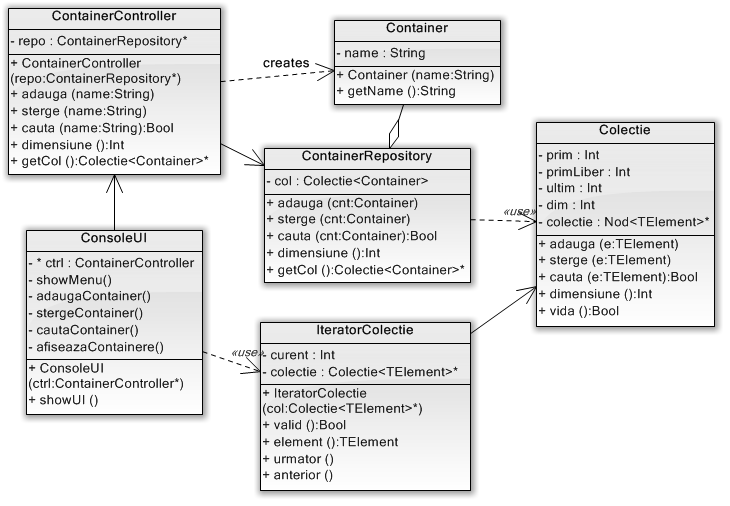 ContainerController
- repo : ContainerRepository*
+ ContainerController
(repo:ContainerRepository*)
+ adauga (name:String)
+ sterge (name:String)
+ cauta (name:String):Bool
+ dimensiune ():Int
+ getCol ():Colectie<Container>*
creates
Container
- name : String
+ Container (name:String)
+ getName ():String
ContainerRepository
- col : Colectie<Container>
+ adauga (cnt:Container)
+ sterge (cnt:Container)
+ cauta (cnt:Container):Bool
+ dimensiune ():Int
+ getCol ():Colectie<Container>*
«use»
Colectie
- prim : Int
- primLiber : Int
- ultim : Int
- dim : Int
- colectie : Nod<TElement>*
+ adauga (e:TElement)
+ sterge (e:TElement)
+ cauta (e:TElement):Bool
+ dimensiune ():Int
+ vida ():Bool
ConsoleUI
- * ctrl : ContainerController
- showMenu()
- adaugaContainer()
- stergeContainer()
- cautaContainer()
- afiseazaContainere()
+ ConsoleUI
(ctrl:ContainerController*)
+ showUI ()
«use»
IteratorColectie
- curent : Int
- colectie : Colectie<TElement>*
+ IteratorColectie
(col:Colectie<TElement>*)
+ valid ():Bool
+ element ():TElement
+ urmator ()
+ anterior ()